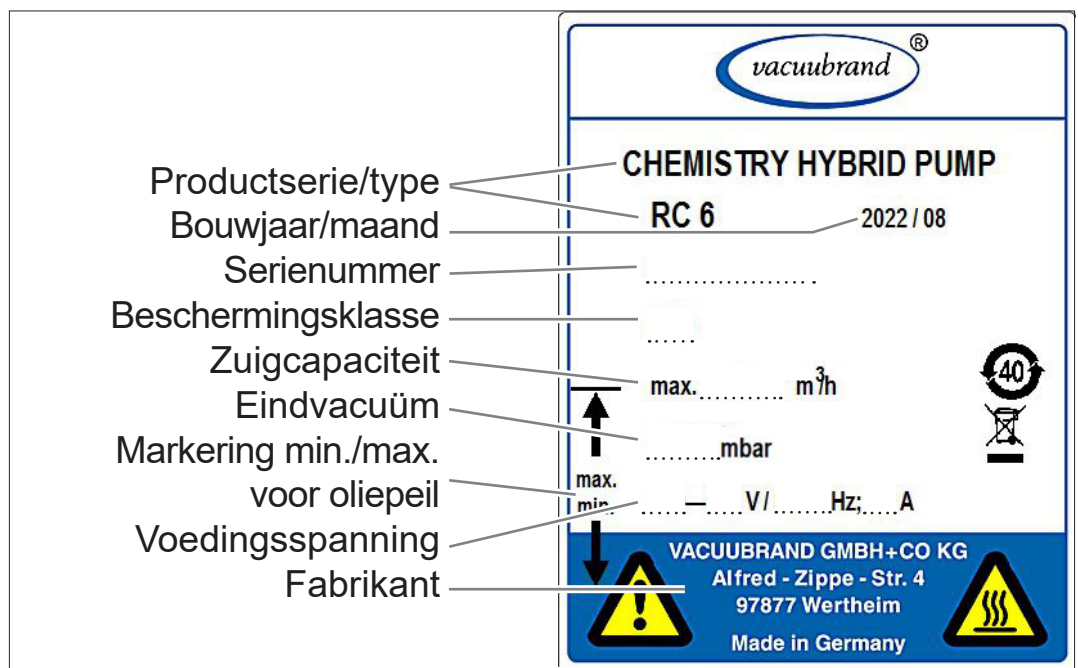 vacuubrand ®
CHEMISTRY HYBRID PUMP
Productserie/type
RC 6 2022 / 08
Bouwjaar/maand
Serienummer ...................
Beschermingsklasse ......
Zuigcapaciteit
max. .......... m³/h
40
Eindvacuüm
.........mbar
Markering min./max.
voor oliepeil
max.
min.
......—....V / .......Hz;.....A
Voedingsspanning
Fabrikant
VACUUBRAND GMBH+CO KG
Alfred - Zippe - Str. 4
97877 Wertheim
Made in Germany